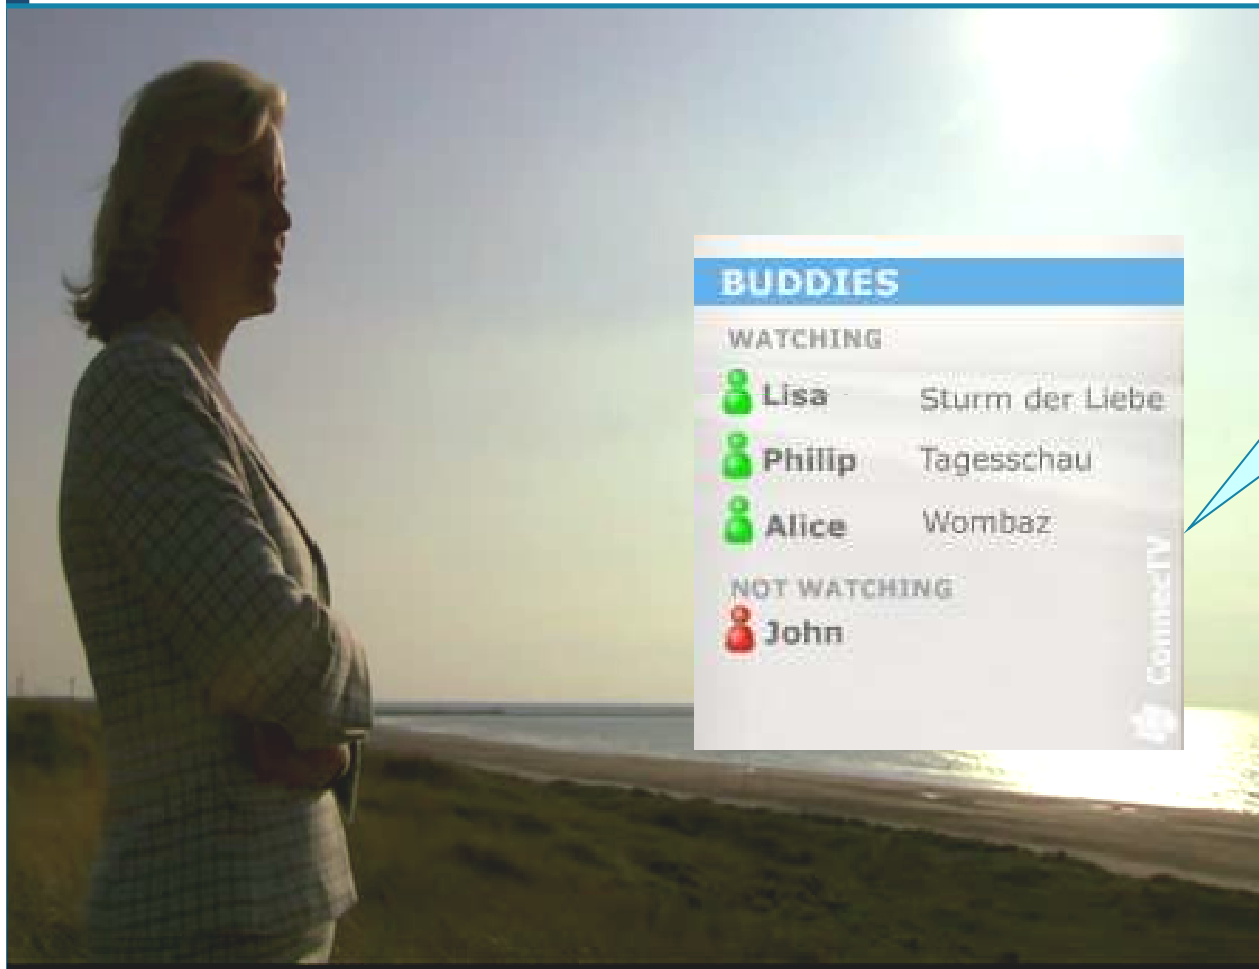 BUDDIES
WATCHING
Lisa Sturm der Liebe
Philip Tagesschau
Alice Wombaz
NOT WATCHING
John
ConnecTV